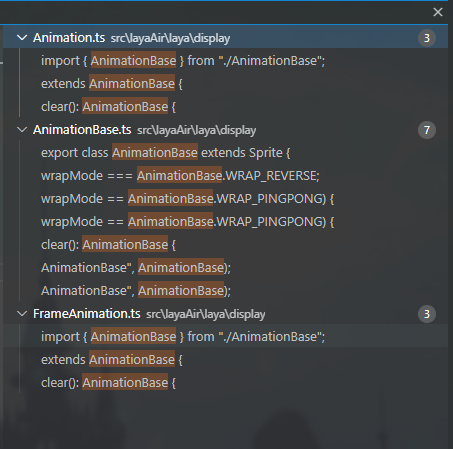 Animation.ts src\layaAir\laya\display 3
import { AnimationBase } from "./AnimationBase";
extends AnimationBase {
clear(): AnimationBase {
AnimationBase.ts src\layaAir\laya\display 7
export class AnimationBase extends Sprite {
wrapMode === AnimationBase.WRAP_REVERSE;
wrapMode == AnimationBase.WRAP_PINGPONG) {
wrapMode == AnimationBase.WRAP_PINGPONG) {
clear(): AnimationBase {
AnimationBase", AnimationBase);
AnimationBase", AnimationBase);
FrameAnimation.ts src\layaAir\laya\display 3
import { AnimationBase } from "./AnimationBase";
extends AnimationBase {
clear(): AnimationBase {